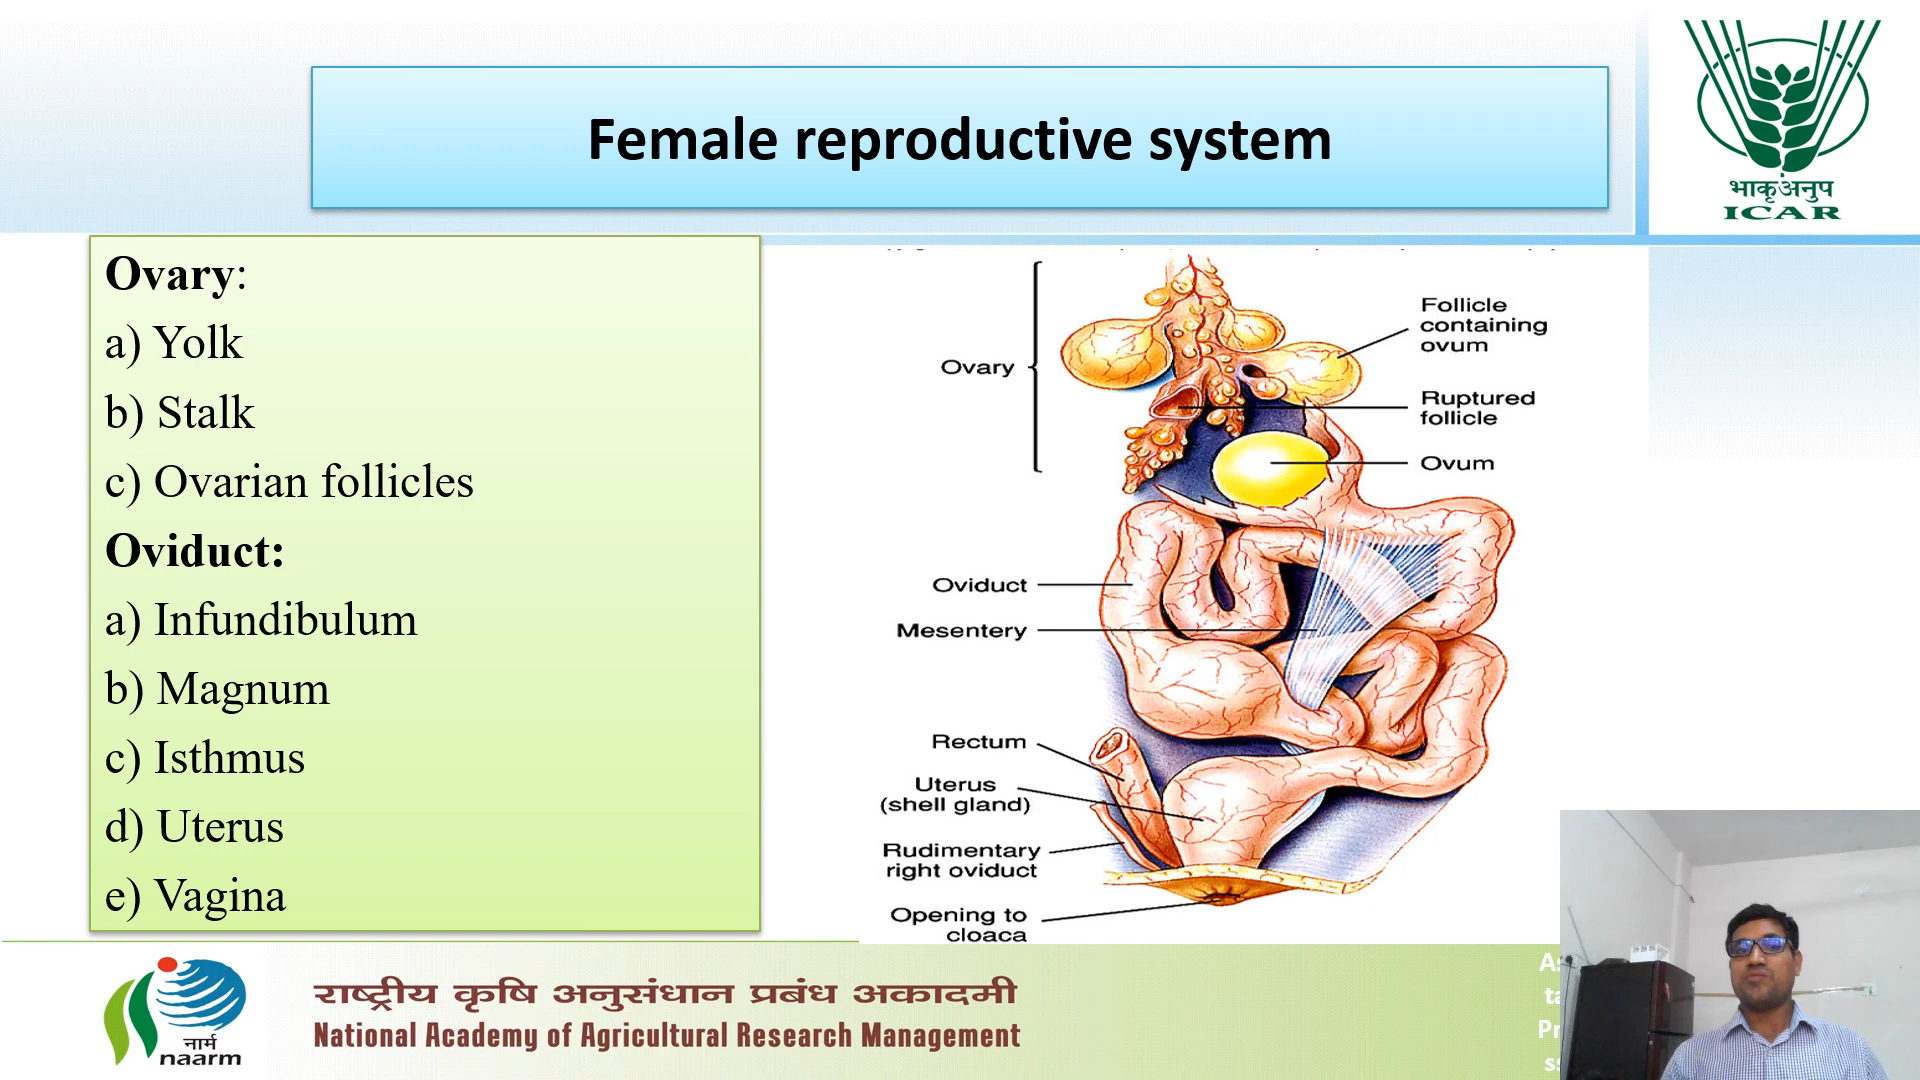 Female reproductive system
भाकृअनुप
ICAR
Ovary:
a) Yolk
b) Stalk
c) Ovarian follicles
Oviduct:
a) Infundibulum
b) Magnum
c) Isthmus
d) Uterus
e) Vagina
Ovary
Follicle
containing
ovum
Ruptured
follicle
Ovum
Oviduct
Mesentery
Rectum
Uterus
(shell gland)
Rudimentary
right oviduct
Opening to
cloaca
नार्म
naarm
राष्ट्रीय कृषि अनुसंधान प्रबंध अकादमी
National Academy of Agricultural Research Management